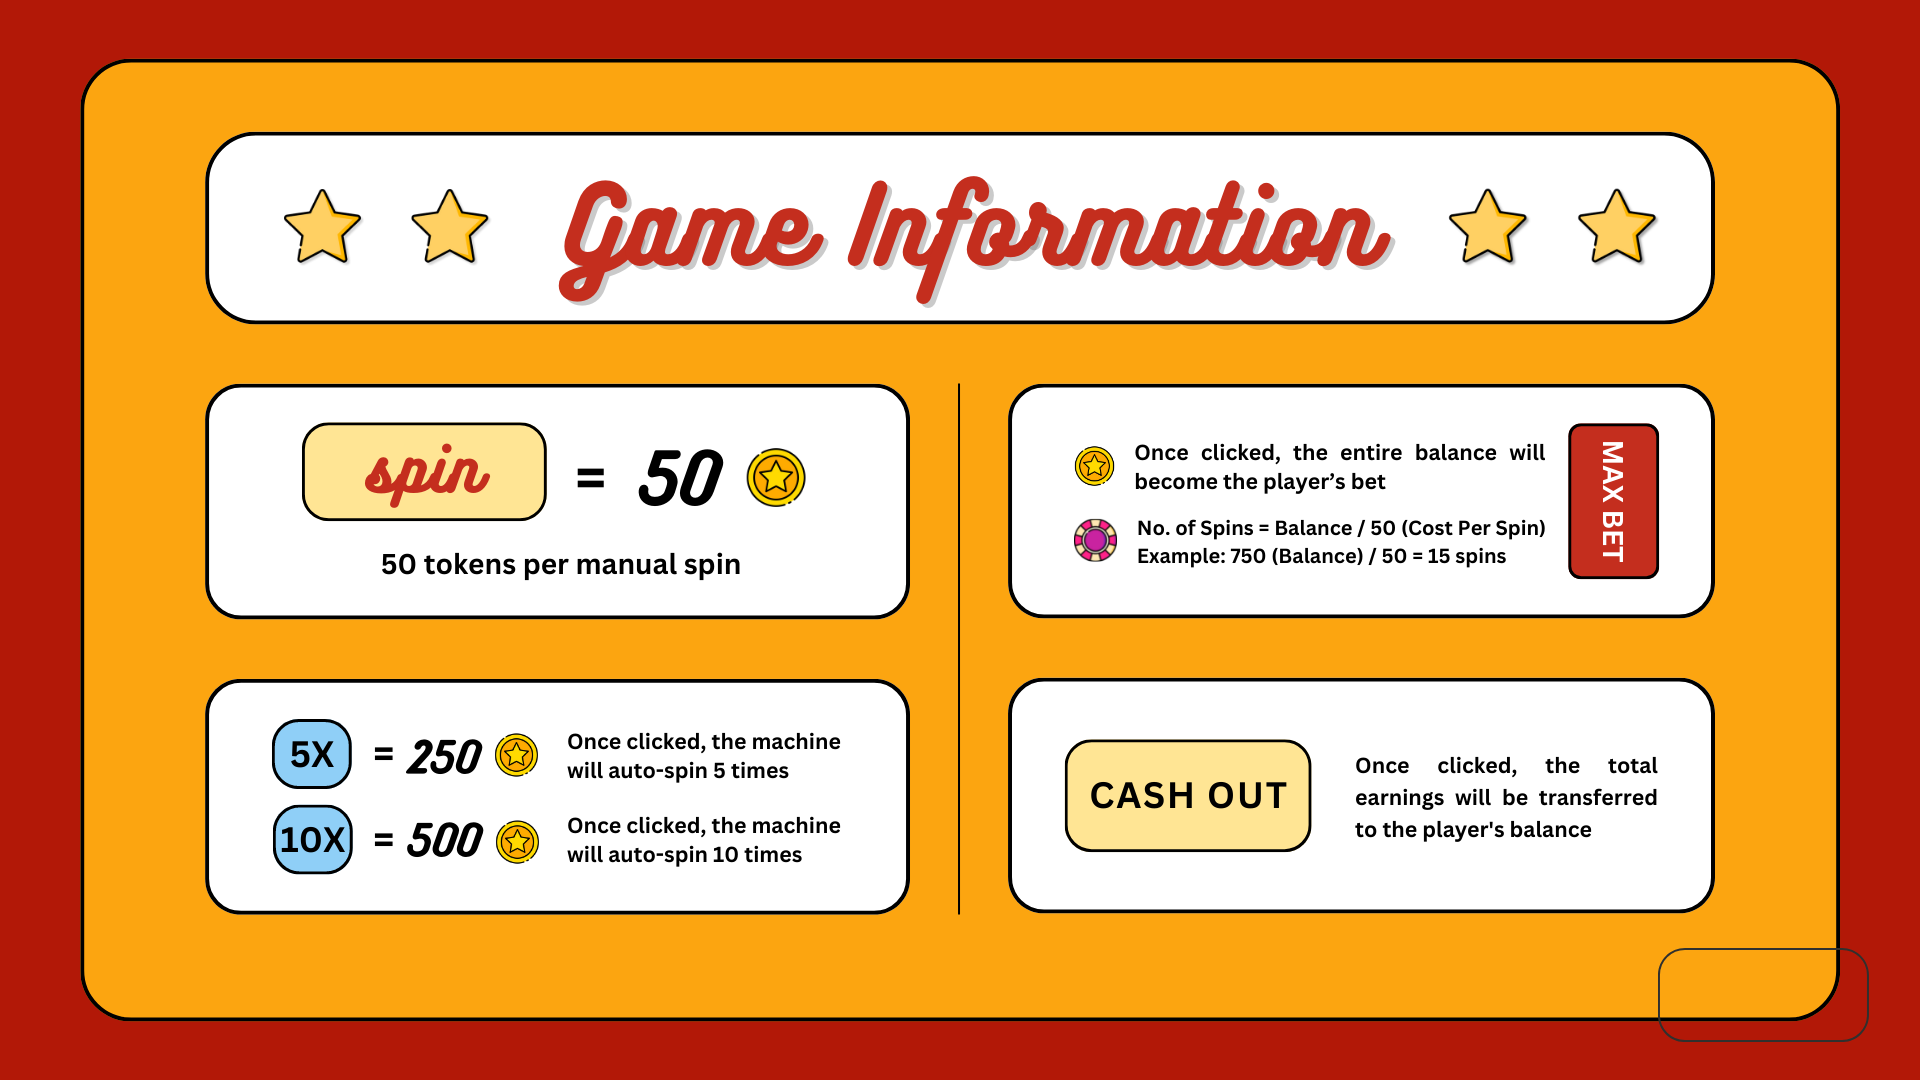 Game Information
spin = 50
50 tokens per manual spin
Once clicked, the entire balance will
become the player’s bet
No. of Spins = Balance / 50 (Cost Per Spin)
Example: 750 (Balance) / 50 = 15 spins
MAX BET
5X = 250
Once clicked, the machine
will auto-spin 5 times
10X = 500
Once clicked, the machine
will auto-spin 10 times
CASH OUT
Once clicked, the total
earnings will be transferred
to the player's balance